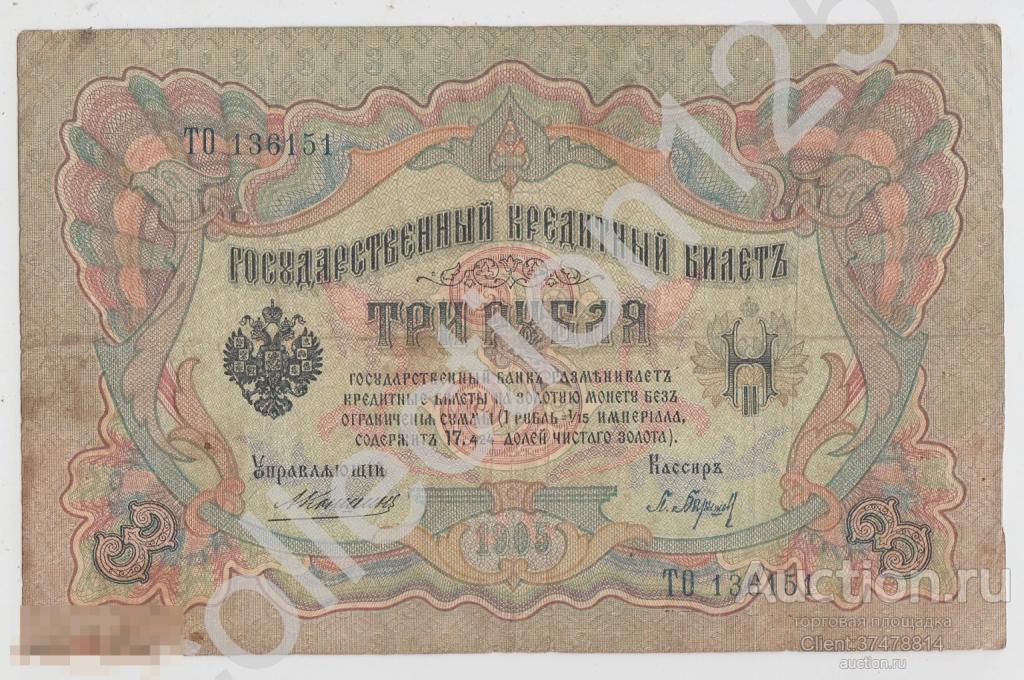 ТО 136151
ГОСУДАРСТВЕННЫЙ КРЕДИТНЫЙ БИЛЕТЪ
ТРИ РУБЛЯ
Н
II
ГОСУДАРСТВЕННЫЙ БАНКЪ РАЗМѢНИВАЕТЪ
КРЕДИТНЫЕ БИЛЕТЫ НА ЗОЛОТУЮ МОНЕТУ БЕЗЪ
ОГРАНИЧЕНІЯ СУММЫ (1 РУБЛЬ=1/15 ИМПЕРІАЛА,
СОДЕРЖИТЪ 17,424 ДОЛЕЙ ЧИСТАГО ЗОЛОТА).
Управляющій Кассиръ
3 1905 3
ТО 136151
collection125
Auction.ru
торговая площадка
Client:37478814
auction.ru